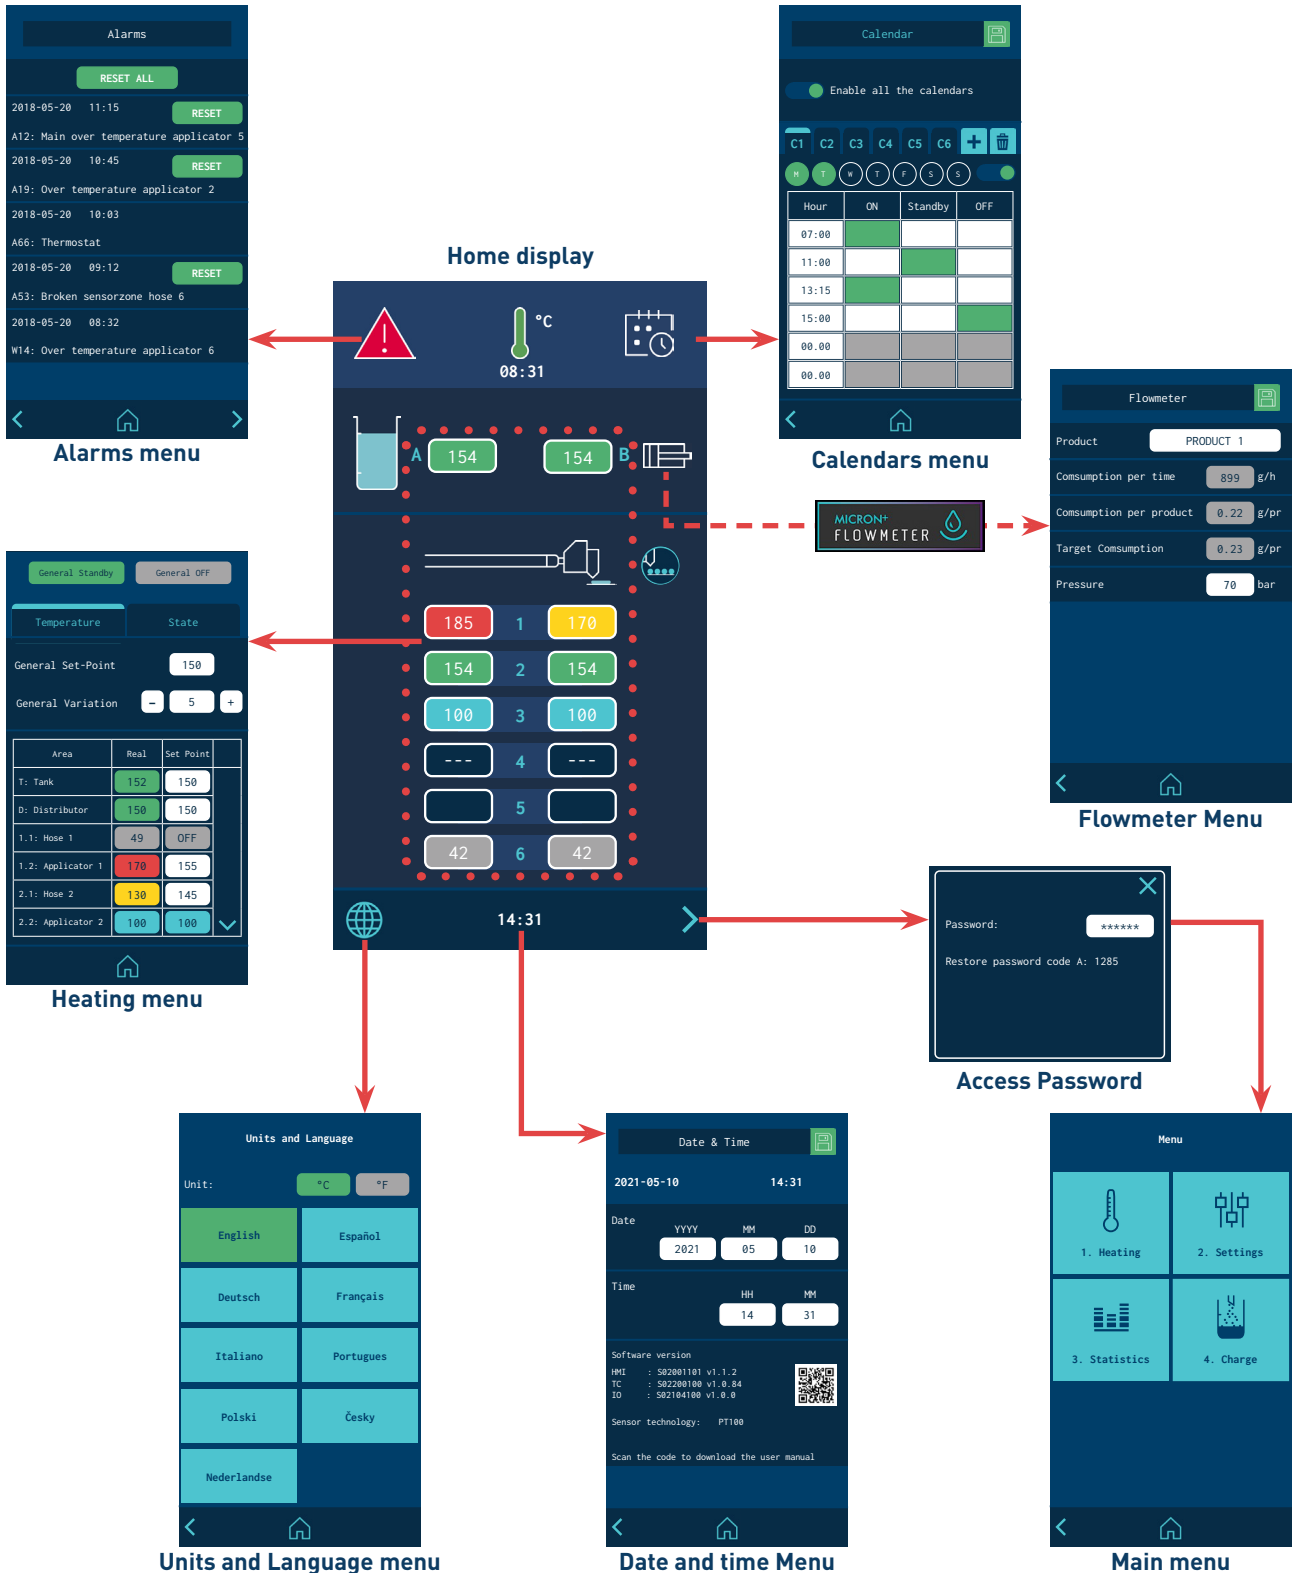 Alarms
RESET ALL
2018-05-20 11:15
RESET
A12: Main over temperature applicator 5
2018-05-20 10:45
RESET
A19: Over temperature applicator 2
2018-05-20 10:03
A66: Thermostat
2018-05-20 09:12
RESET
A53: Broken sensorzone hose 6
2018-05-20 08:32
W14: Over temperature applicator 6
Alarms menu
Home display
°C
08:31
A 154 154 B
185 1 170
154 2 154
100 3 100
--- 4 ---
5
42 6 42
14:31
Calendar
Enable all the calendars
C1 C2 C3 C4 C5 C6 +
M T W T F S S
Hour ON Standby OFF
07:00
11:00
13:15
15:00
00.00
00.00
Calendars menu
MICRON+
FLOWMETER
Flowmeter
Product PRODUCT 1
Comsumption per time 899 g/h
Comsumption per product 0.22 g/pr
Target Comsumption 0.23 g/pr
Pressure 70 bar
Flowmeter Menu
General Standby General OFF
Temperature State
General Set-Point 150
General Variation - 5 +
Area Real Set Point
T: Tank 152 150
D: Distributor 150 150
1.1: Hose 1 49 OFF
1.2: Applicator 1 170 155
2.1: Hose 2 130 145
2.2: Applicator 2 100 100
Heating menu
Password: ******
Restore password code A: 1285
Access Password
Units and Language
Unit: °C °F
English Español
Deutsch Français
Italiano Portugues
Polski Česky
Nederlandse
Units and Language menu
Date & Time
2021-05-10 14:31
Date
YYYY MM DD
2021 05 10
Time
HH MM
14 31
Software version
HMI : S02001101 v1.1.2
TC : S02200100 v1.0.84
IO : S02104100 v1.0.0
Sensor technology: PT100
Scan the code to download the user manual
Date and time Menu
Menu
1. Heating 2. Settings
3. Statistics 4. Charge
Main menu